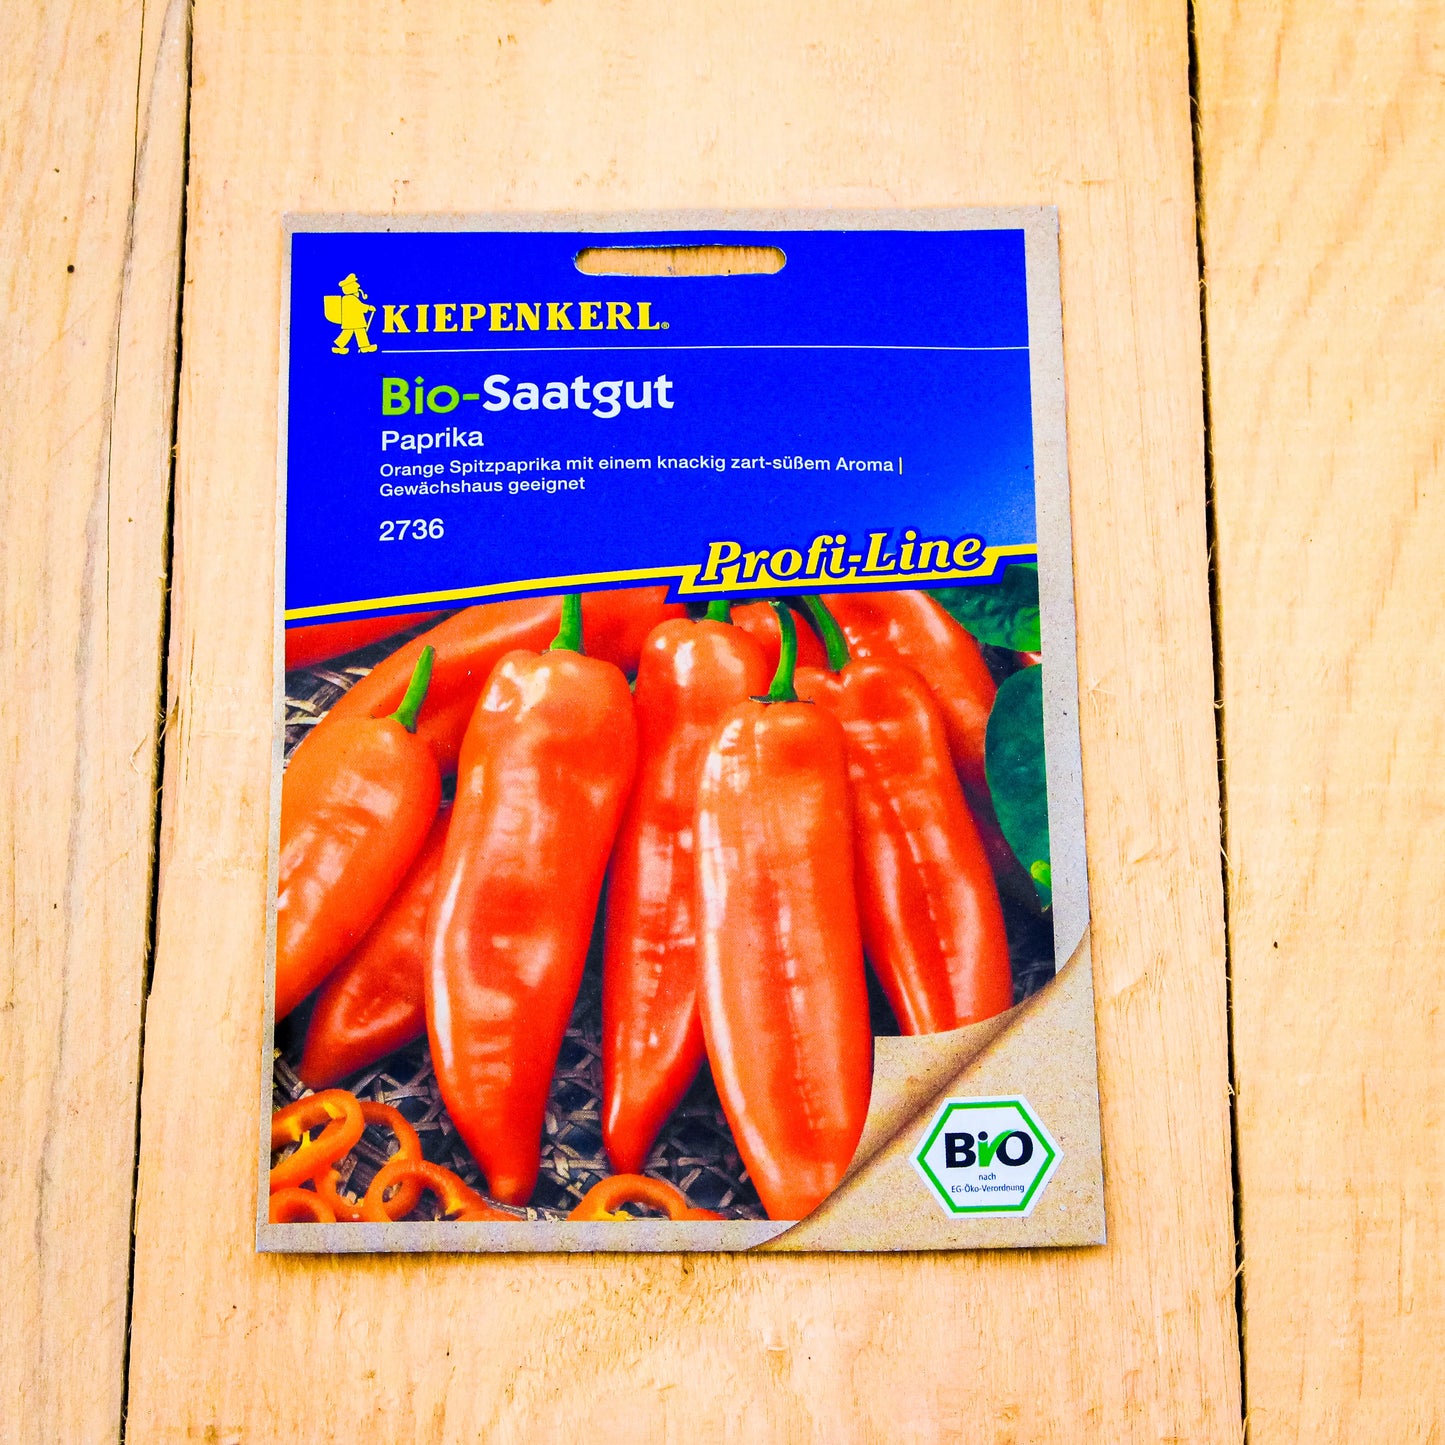 KIEPENKERL®
Bio-Saatgut
Paprika
Orange Spitzpaprika mit einem knackig zart-süßem Aroma |
Gewächshaus geeignet
2736
Profi-Line
BIO
nach
EG-Öko-Verordnung